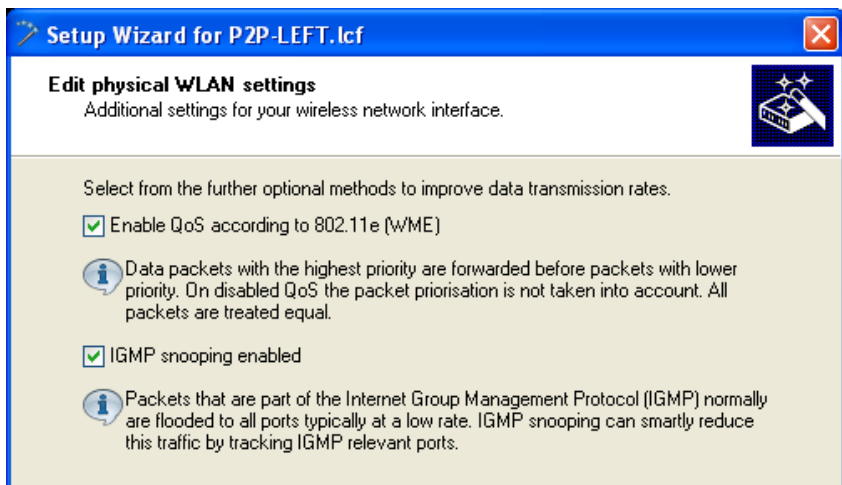 Setup Wizard for P2P-LEFT.lcf
Edit physical WLAN settings
Additional settings for your wireless network interface.
Select from the further optional methods to improve data transmission rates.
Enable QoS according to 802.11e (WME)
Data packets with the highest priority are forwarded before packets with lower
priority. On disabled QoS the packet priorisation is not taken into account. All
packets are treated equal.
IGMP snooping enabled
Packets that are part of the Internet Group Management Protocol (IGMP) normally
are flooded to all ports typically at a low rate. IGMP snooping can smartly reduce
this traffic by tracking IGMP relevant ports.